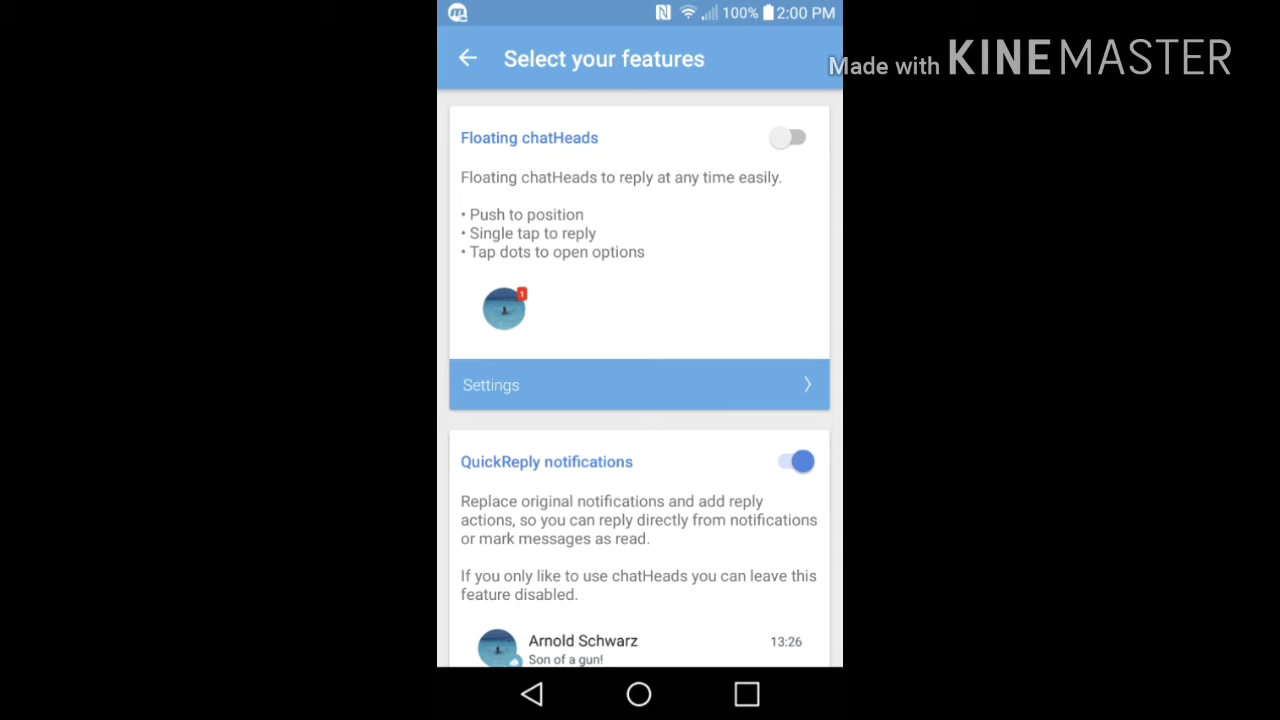 100% 2:00 PM
Select your features
Made with KINEMASTER
Floating chatHeads
Floating chatHeads to reply at any time easily.
• Push to position
• Single tap to reply
• Tap dots to open options
1
Settings
QuickReply notifications
Replace original notifications and add reply
actions, so you can reply directly from notifications
or mark messages as read.
If you only like to use chatHeads you can leave this
feature disabled.
Arnold Schwarz 13:26
Son of a gun!